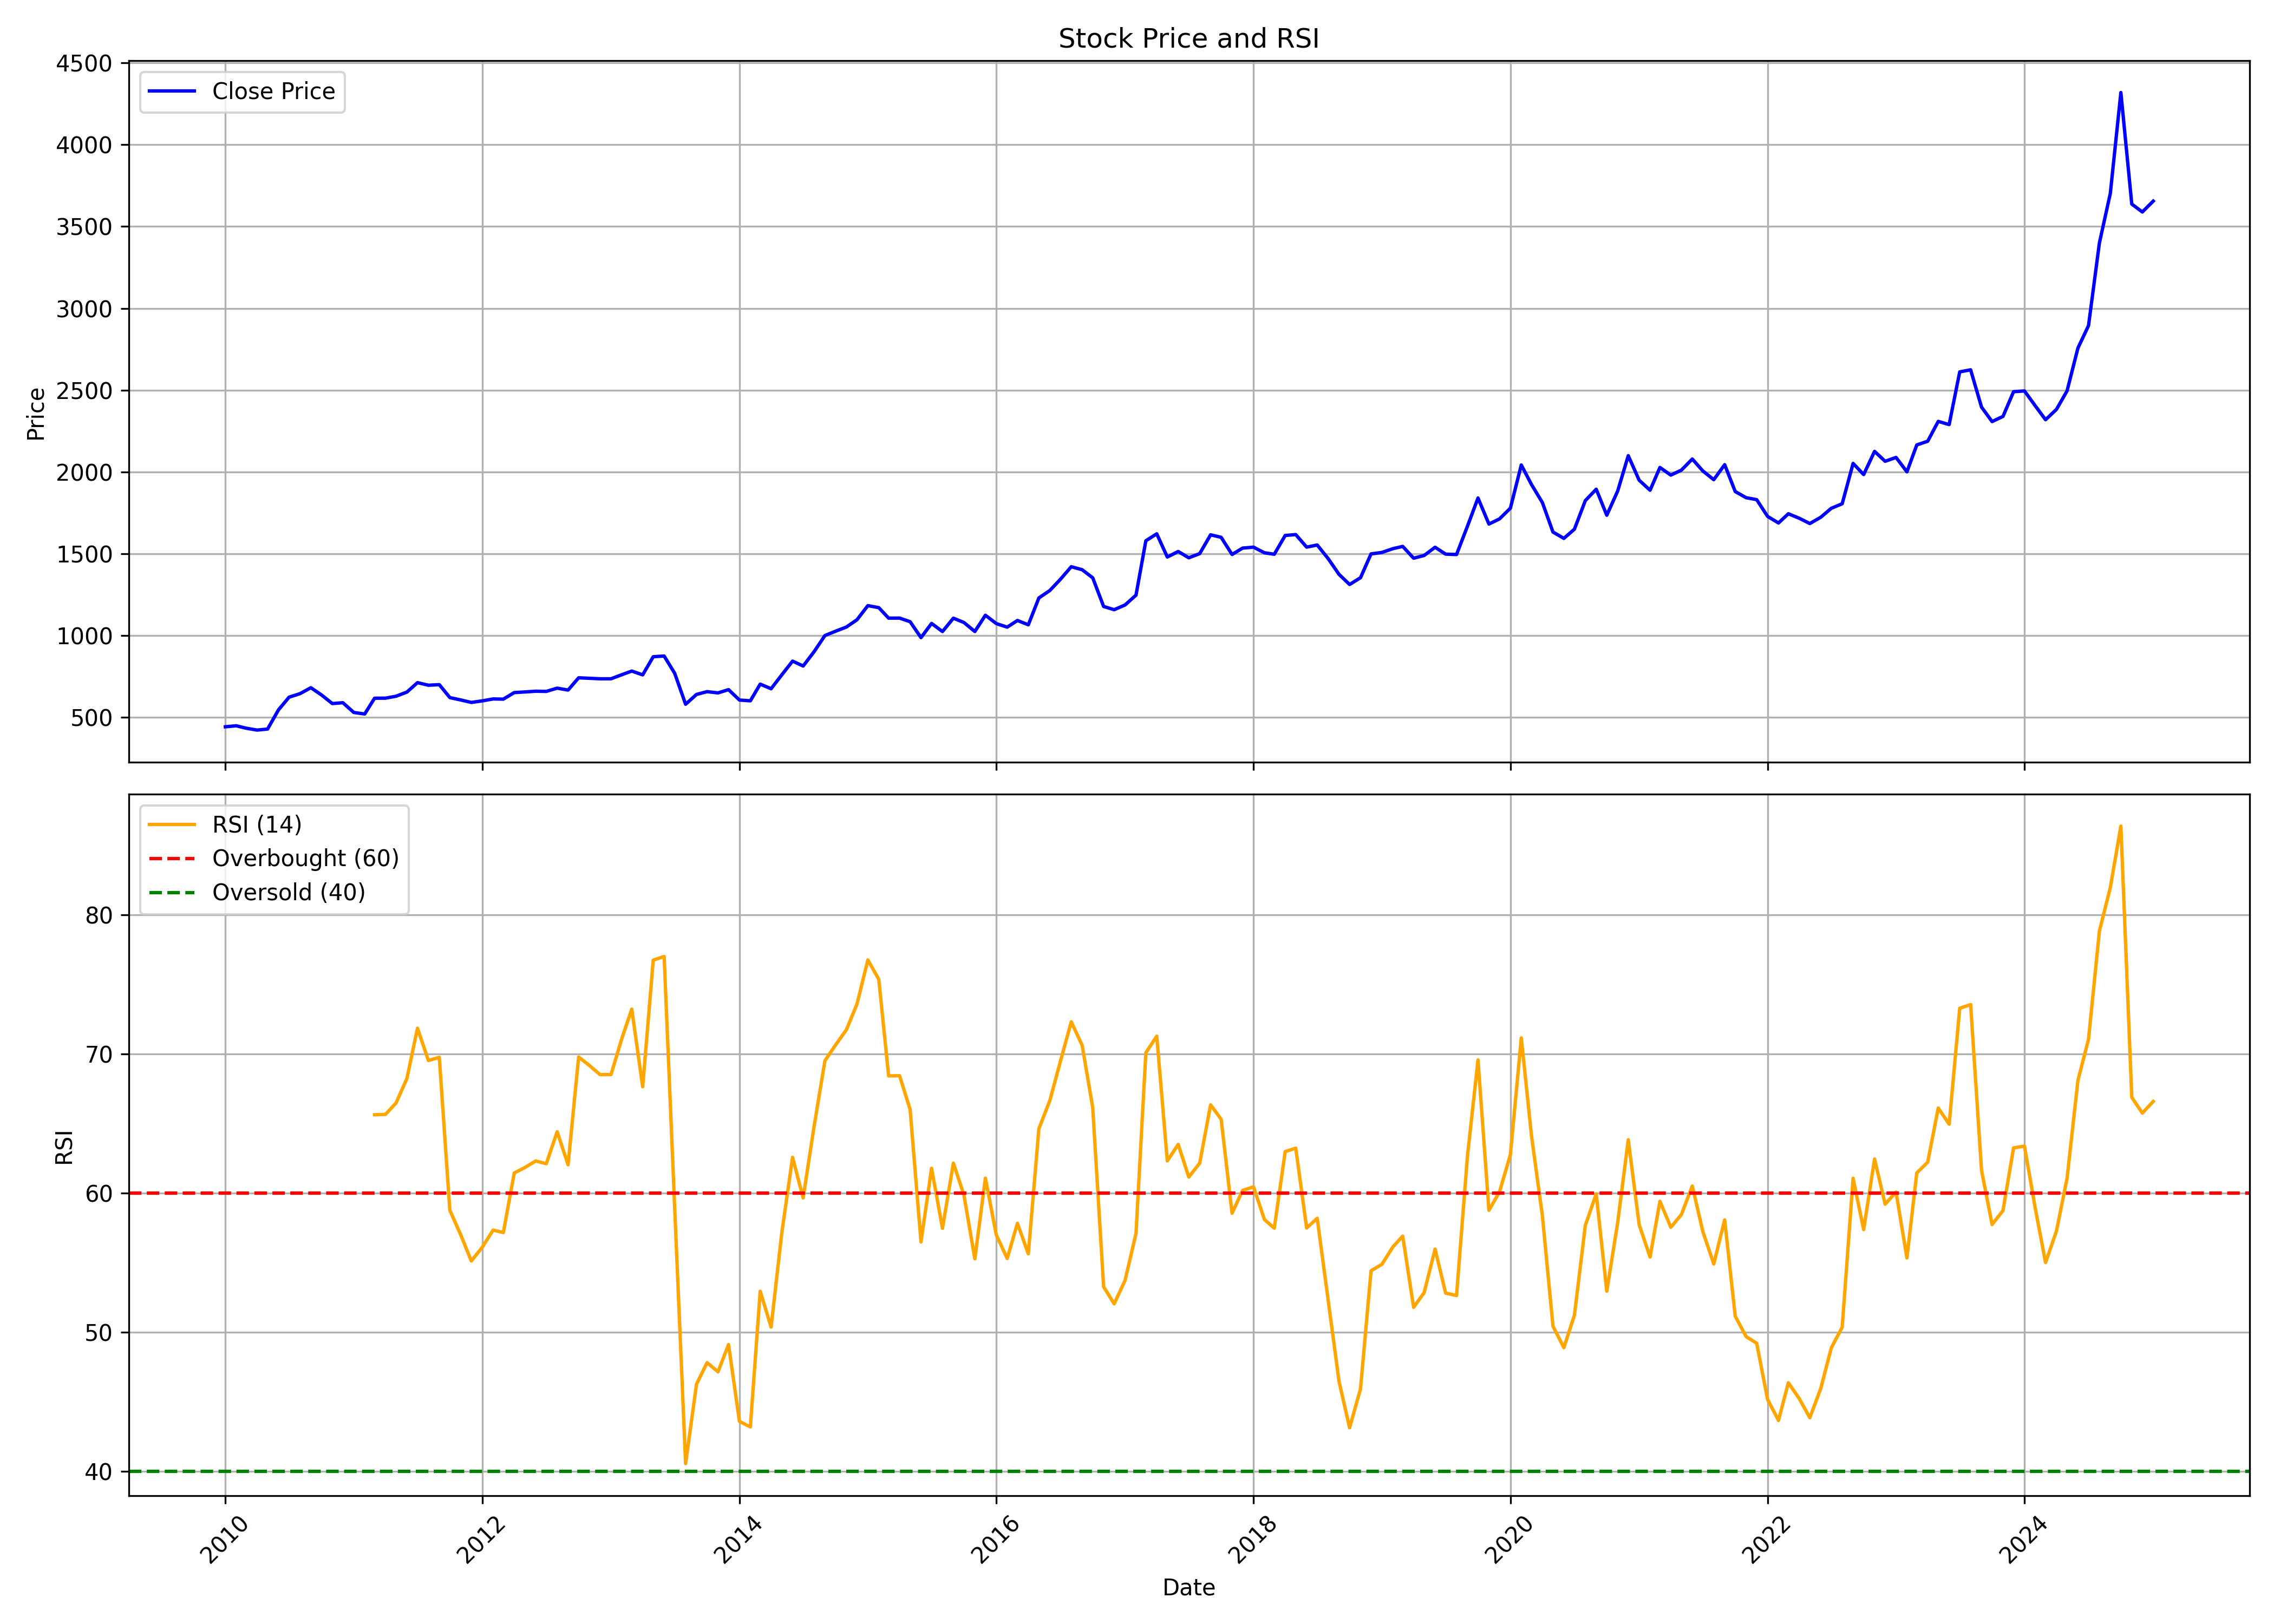 Stock Price and RSI
4500
4000
3500
3000
2500
2000
1500
1000
500
Price
Close Price
80
70
60
50
40
RSI
RSI (14)
Overbought (60)
Oversold (40)
2010
2012
2014
2016
2018
2020
2022
2024
Date